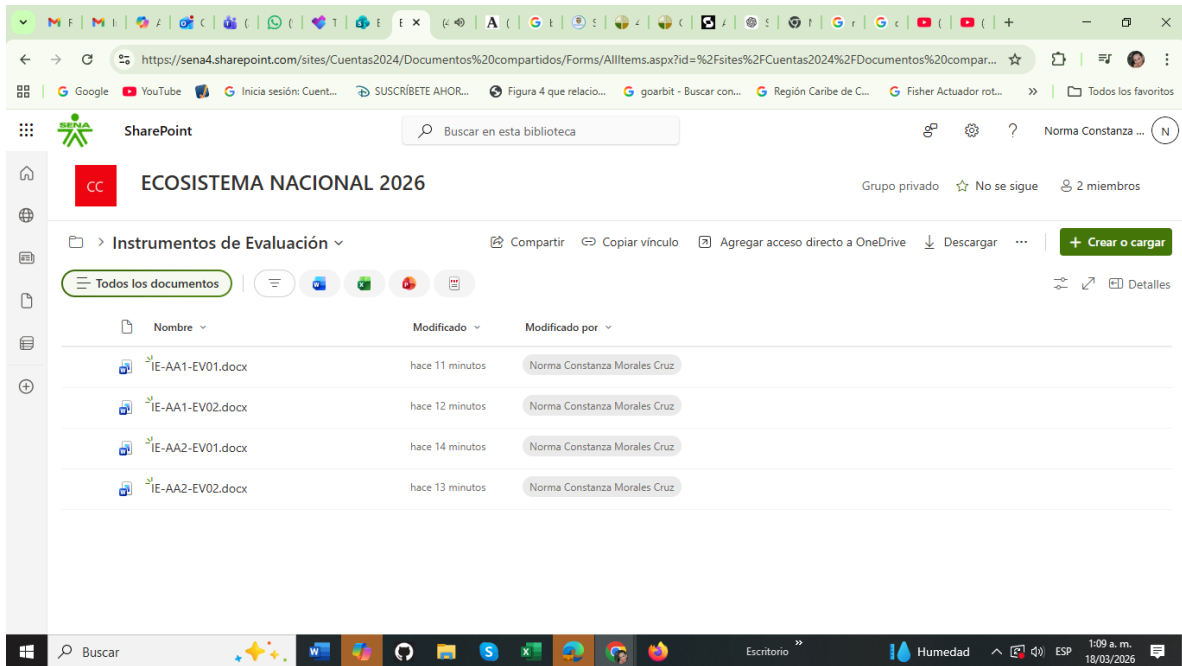 https://sena4.sharepoint.com/sites/Cuentas2024/Documentos%20compartidos/Forms/AllItems.aspx?id=%2Fsites%2FCuentas2024%2FDocumentos%20compar...
Google YouTube Inicia sesión: Cuent... SUSCRÍBETE AHOR... Figura 4 que relacio... goarbit - Buscar con... Región Caribe de C... Fisher Actuador rot... » Todos los favoritos
SENA SharePoint Buscar en esta biblioteca ? Norma Constanza ... N
CC ECOSISTEMA NACIONAL 2026 Grupo privado No se sigue 2 miembros
> Instrumentos de Evaluación Compartir Copiar vínculo Agregar acceso directo a OneDrive Descargar ... + Crear o cargar
Todos los documentos Detalles
Nombre Modificado Modificado por
IE-AA1-EV01.docx hace 11 minutos Norma Constanza Morales Cruz
IE-AA1-EV02.docx hace 12 minutos Norma Constanza Morales Cruz
IE-AA2-EV01.docx hace 14 minutos Norma Constanza Morales Cruz
IE-AA2-EV02.docx hace 13 minutos Norma Constanza Morales Cruz
Buscar Escritorio » Humedad ESP 1:09 a. m.
18/03/2026